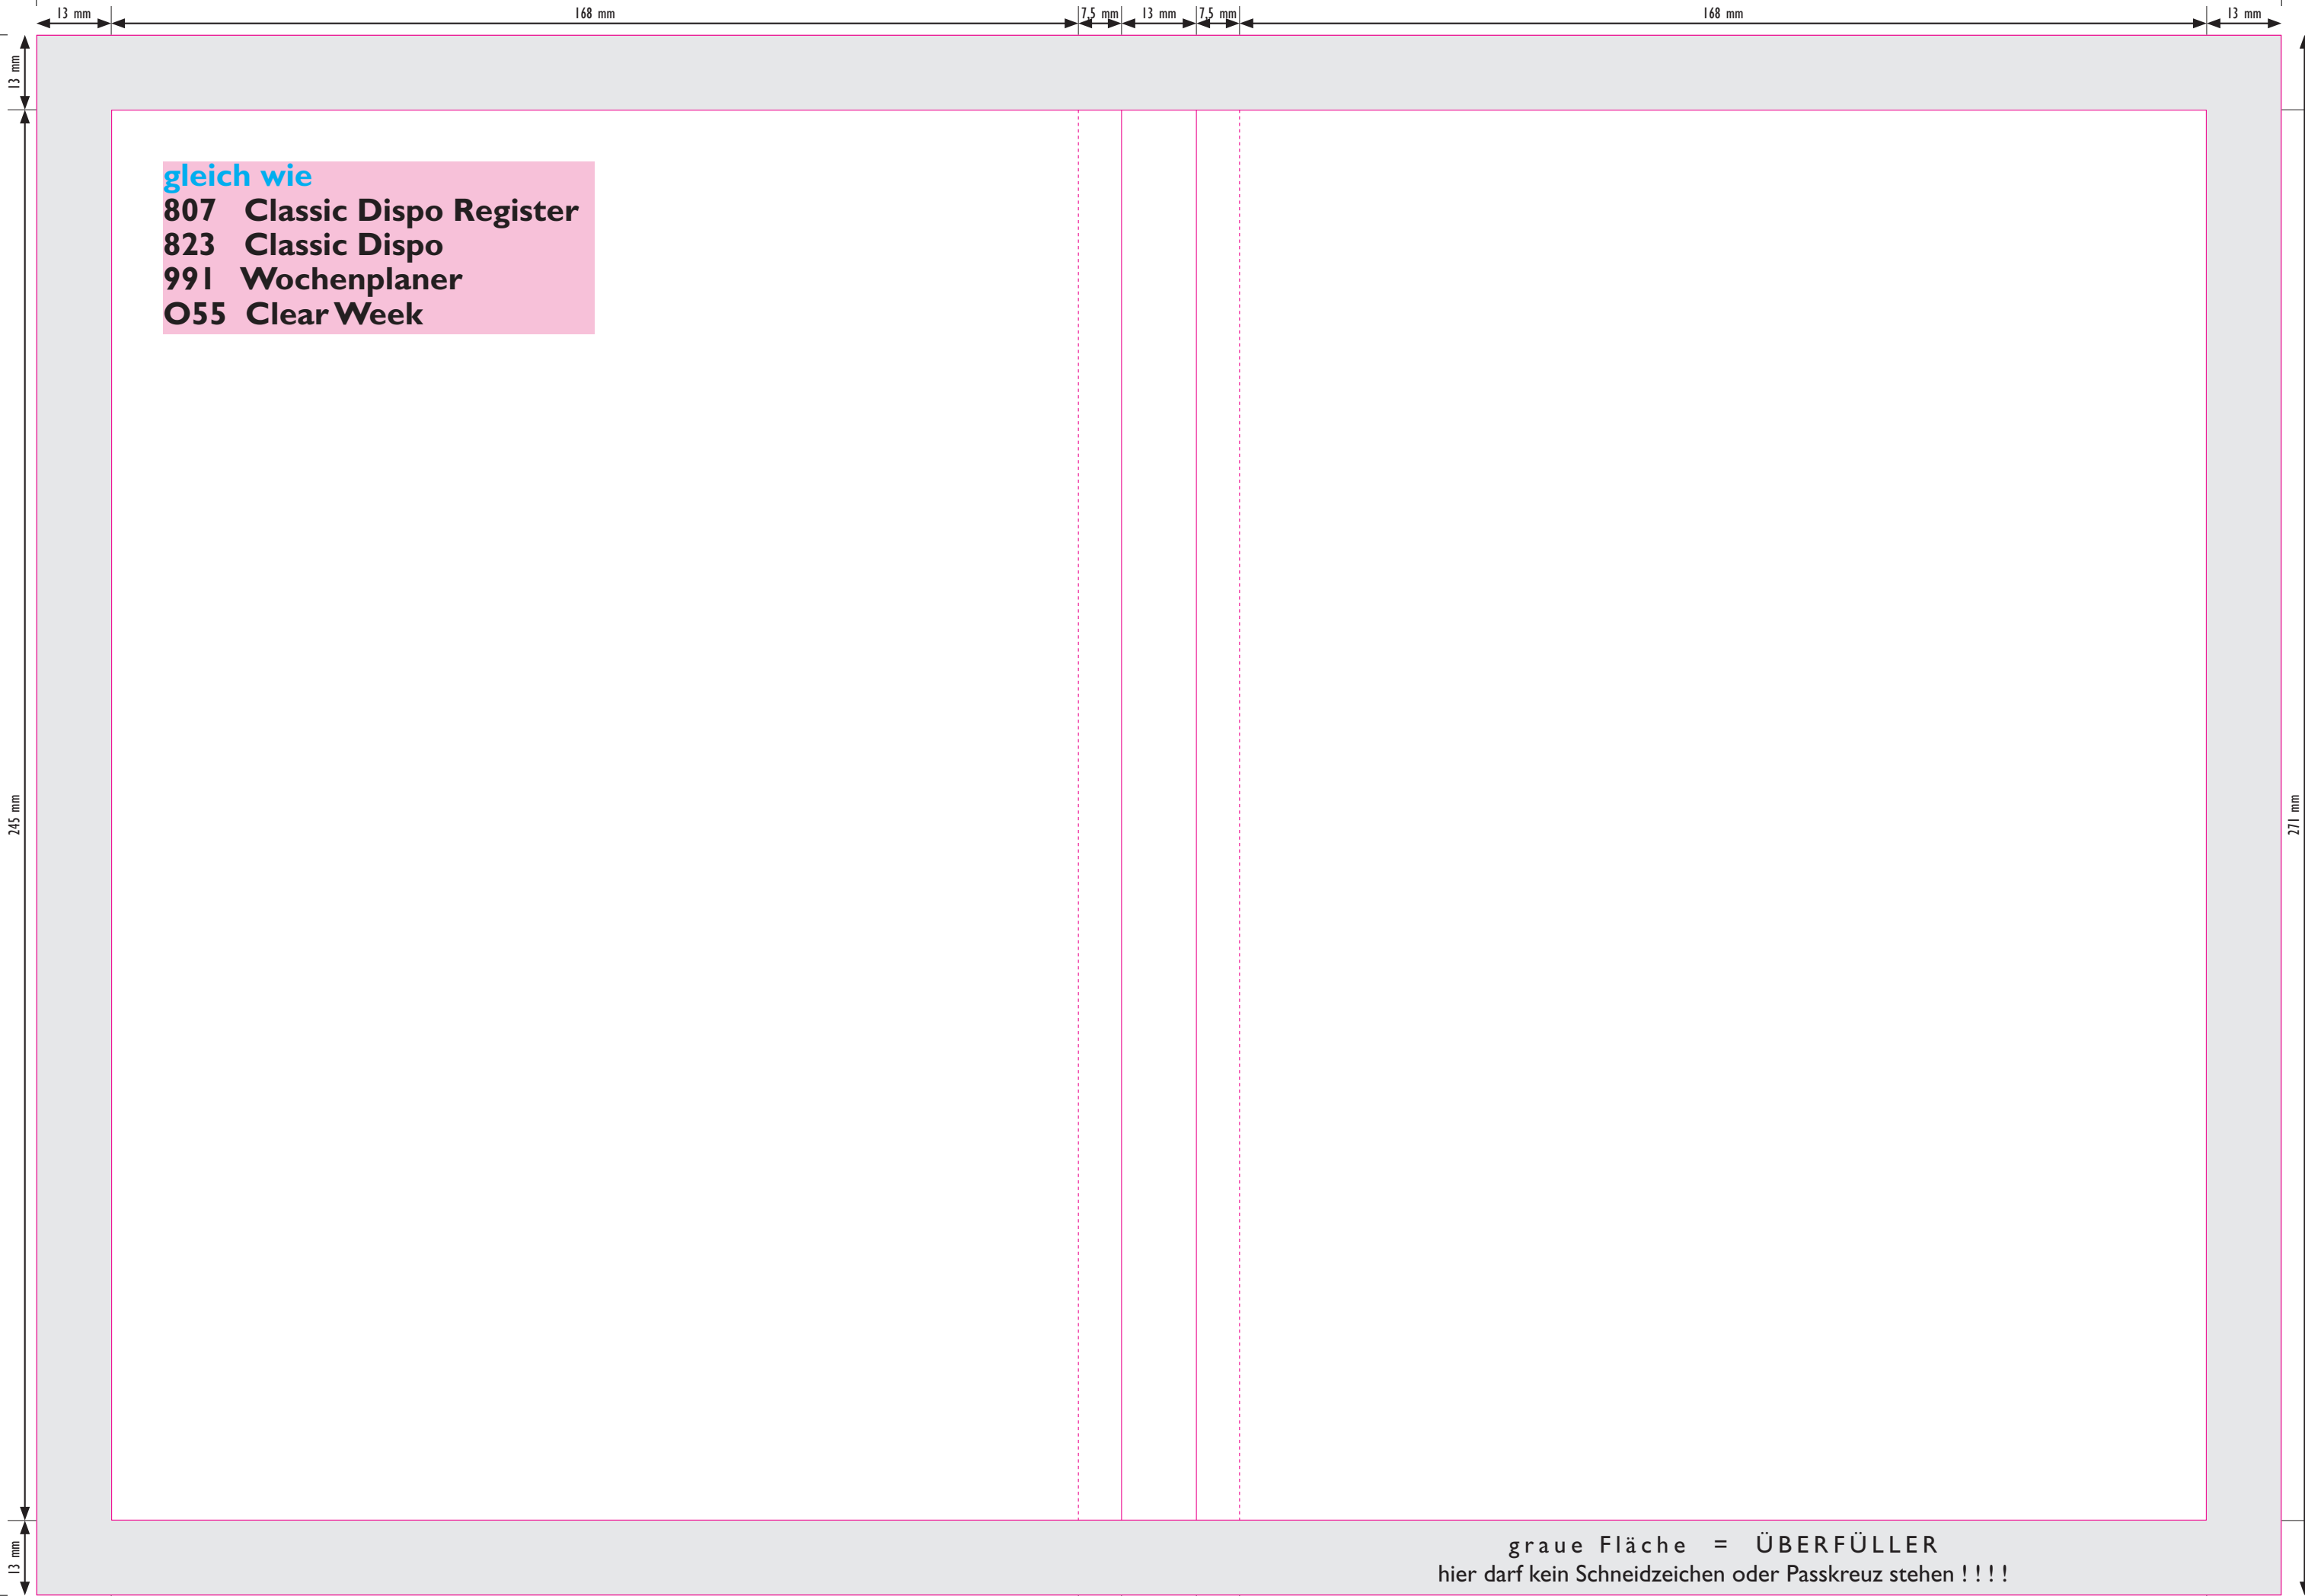 13 mm 168 mm 7,5 mm 13 mm 7,5 mm 168 mm 13 mm
13 mm
gleich wie
807 Classic Dispo Register
823 Classic Dispo
991 Wochenplaner
O55 Clear Week
245 mm
271 mm
13 mm
graue Fläche = ÜBERFÜLLER
hier darf kein Schneidzeichen oder Passkreuz stehen ! ! ! !